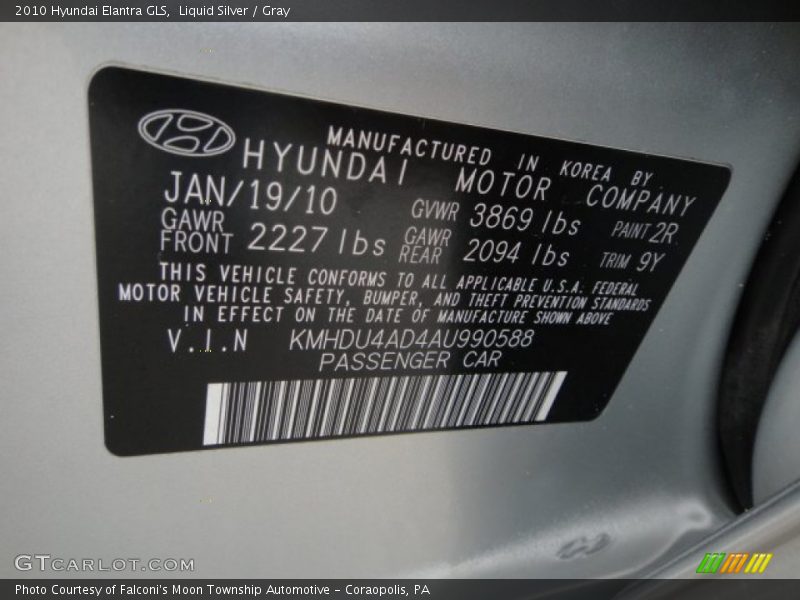 2010 Hyundai Elantra GLS,  Liquid Silver / Gray
MANUFACTURED IN KOREA BY
HYUNDAI MOTOR COMPANY
JAN/19/10 GVWR 3869 lbs PAINT 2R
GAWR FRONT 2227 lbs GAWR REAR 2094 lbs TRIM 9Y
THIS VEHICLE CONFORMS TO ALL APPLICABLE U.S.A. FEDERAL
MOTOR VEHICLE SAFETY, BUMPER, AND THEFT PREVENTION STANDARDS
IN EFFECT ON THE DATE OF MANUFACTURE SHOWN ABOVE
V.I.N KMHDU4AD4AU990588
PASSENGER CAR
GTCARLOT.COM
Photo Courtesy of Falconi's Moon Township Automotive – Coraopolis, PA